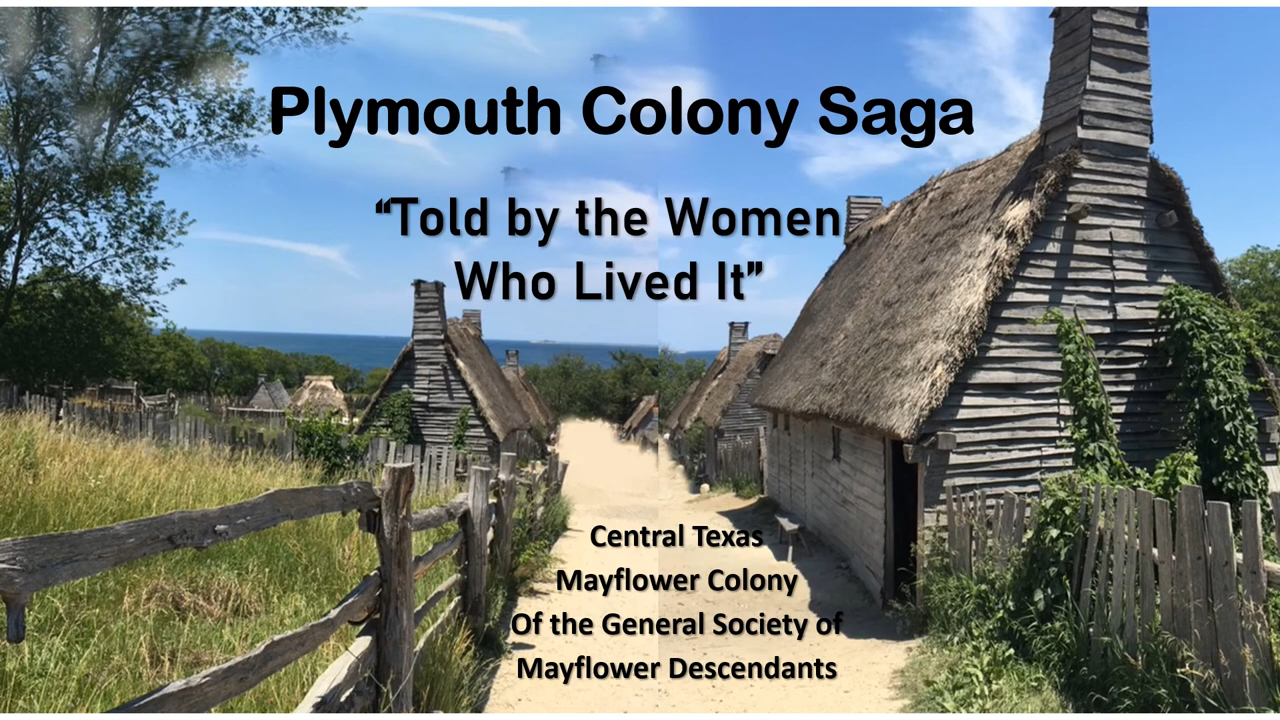 Plymouth Colony Saga
“Told by the Women
Who Lived It”
Central Texas
Mayflower Colony
Of the General Society of
Mayflower Descendants